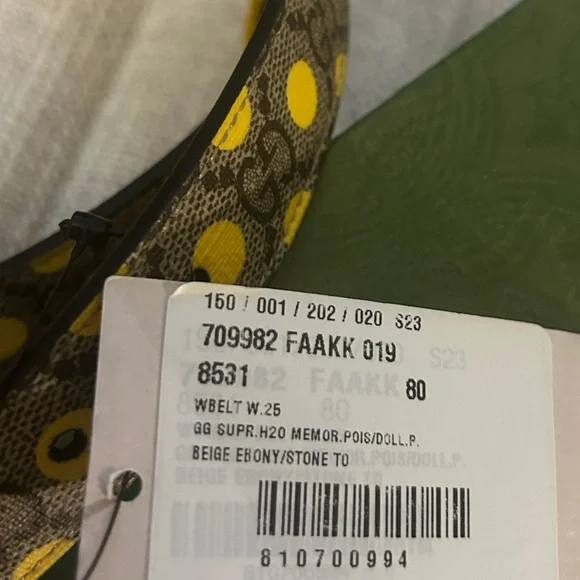 150 / 001 / 202 / 020 S23
709982 FAAKK 019
8531 80
WBELT W.25
GG SUPR.H2O MEMOR.POIS/DOLL.P.
BEIGE EBONY/STONE TO
810700994